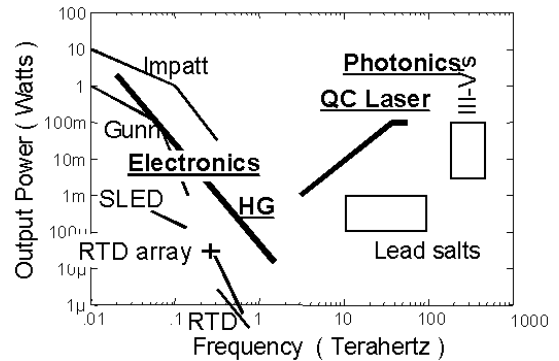 Output Power ( Watts)
100
10
1
100m
10m
1m
100µ
10µ
1µ
Impatt
Photonics
III-V's
QC Laser
Gunn
Electronics
SLED
HG
RTD array
Lead salts
RTD
.01
0.1
1
10
100
1000
Frequency ( Terahertz )